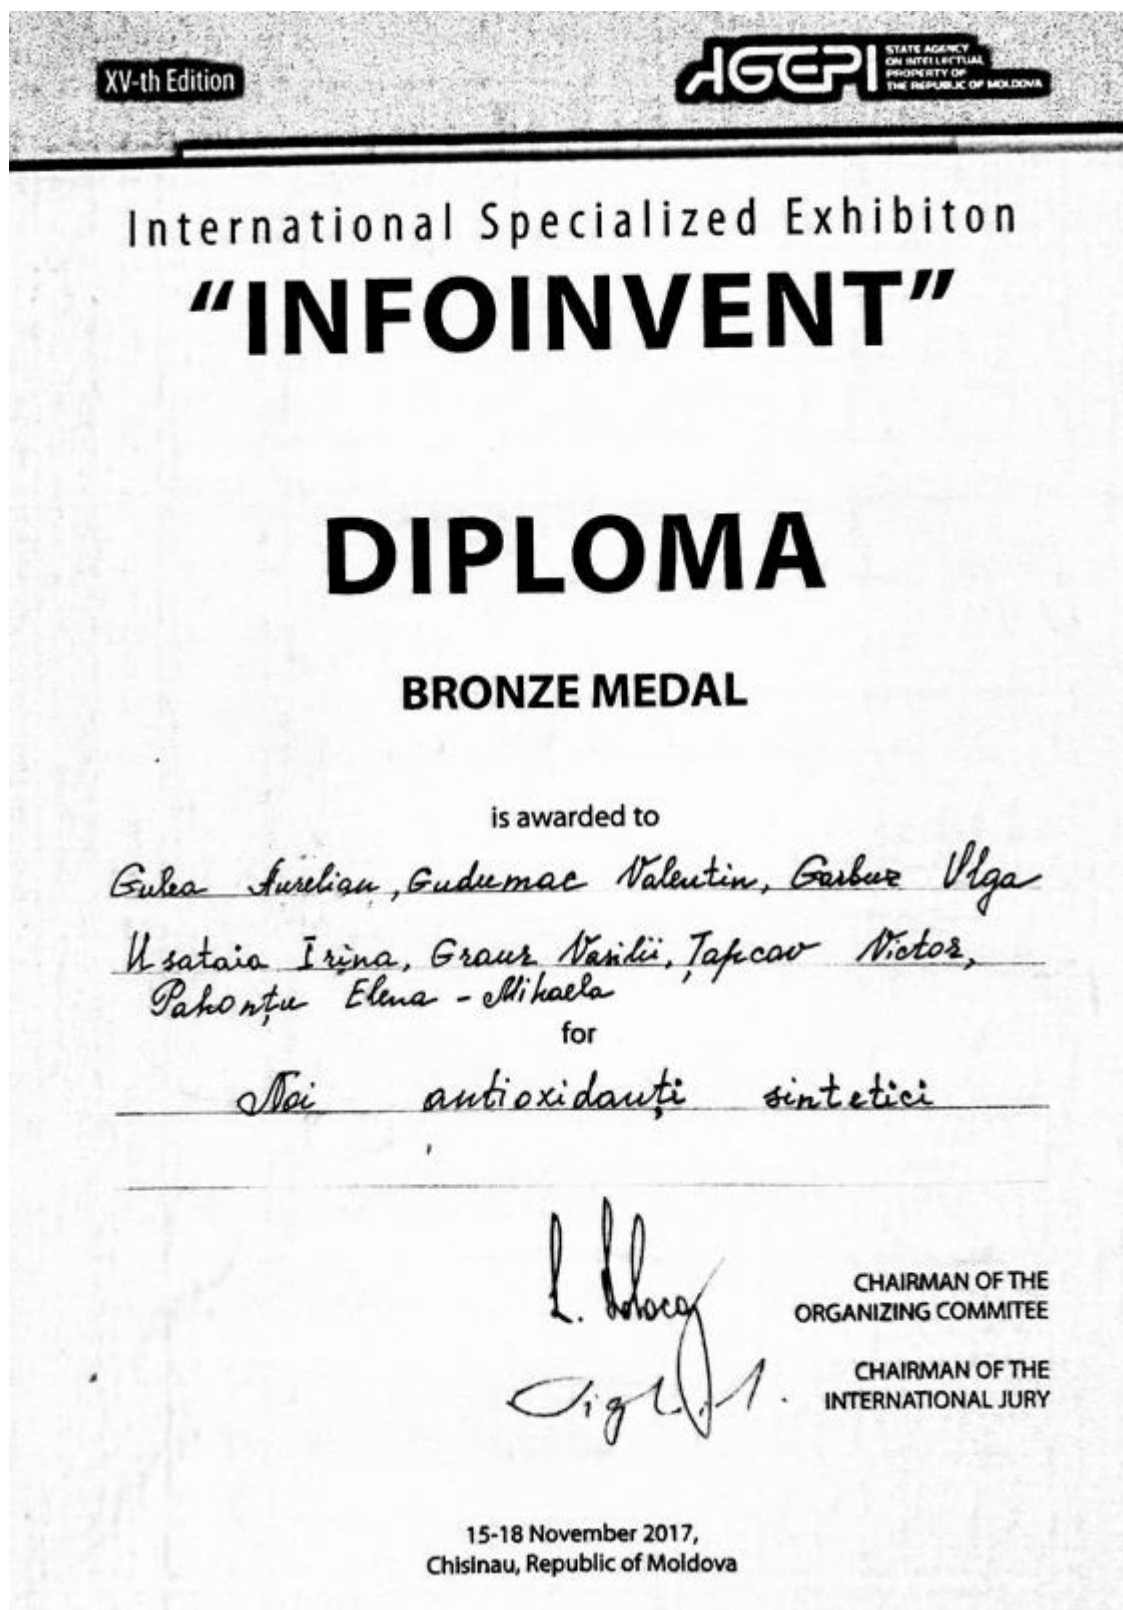 XV-th Edition
AGEPI
STATE AGENCY
ON INTELLECTUAL
PROPERTY OF
THE REPUBLIC OF MOLDOVA
International Specialized Exhibiton
"INFOINVENT"
DIPLOMA
BRONZE MEDAL
is awarded to
Gulea Aurelian, Gudumac Valentin, Garbuz Olga
Usataia Irina, Graur Vasilii, Țapcov Victor,
Pahonțu Elena - Mihaela
for
Noi antioxidanți sintetici
CHAIRMAN OF THE
ORGANIZING COMMITEE
CHAIRMAN OF THE
INTERNATIONAL JURY
15-18 November 2017,
Chisinau, Republic of Moldova